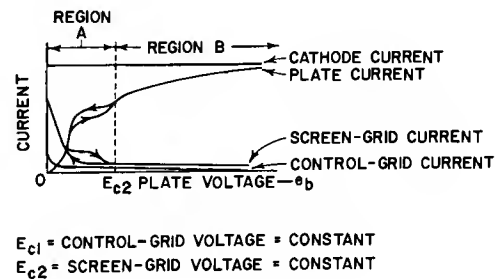 REGION
A
REGION B
CATHODE CURRENT
PLATE CURRENT
CURRENT
SCREEN-GRID CURRENT
CONTROL-GRID CURRENT
O
Ec2 PLATE VOLTAGE—eb
Ec1 = CONTROL-GRID VOLTAGE = CONSTANT
Ec2 = SCREEN-GRID VOLTAGE = CONSTANT